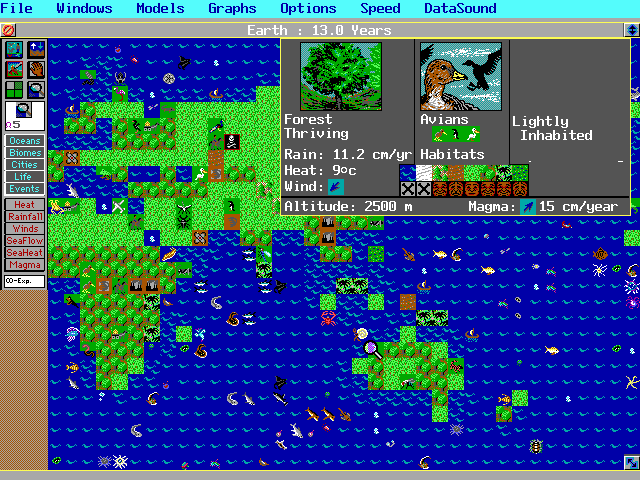 File Windows Models Graphs Options Speed DataSound
Earth : 13.0 Years
Forest
Thriving
Rain: 11.2 cm/yr
Heat: 9°c
Wind:
Avians
Habitats
Lightly
Inhabited
Altitude: 2500 m
Magma: 15 cm/year
Ω5
Oceans
Biomes
Cities
Life
Events
Heat
Rainfall
Winds
SeaFlow
SeaHeat
Magma